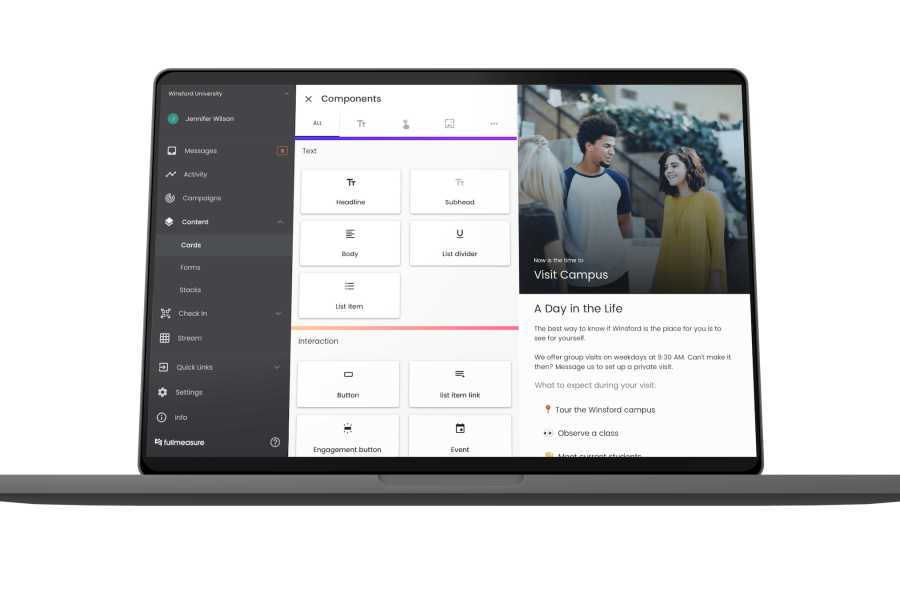 Winsford University
Jennifer Wilson
Messages
9
Activity
Campaigns
Content
Cards
Forms
Stacks
Check In
Stream
Quick Links
Settings
Info
fullmeasure
Components
ALL
Text
Headline
Subhead
Body
List divider
List item
Interaction
Button
list item link
Engagement button
Event
Now is the time to
Visit Campus
A Day in the Life
The best way to know if Winsford is the place for you is to
see for yourself.
We offer group visits on weekdays at 9:30 AM. Can't make it
then? Message us to set up a private visit.
What to expect during your visit:
📍 Tour the Winsford campus
👀 Observe a class
👋 Meet current students